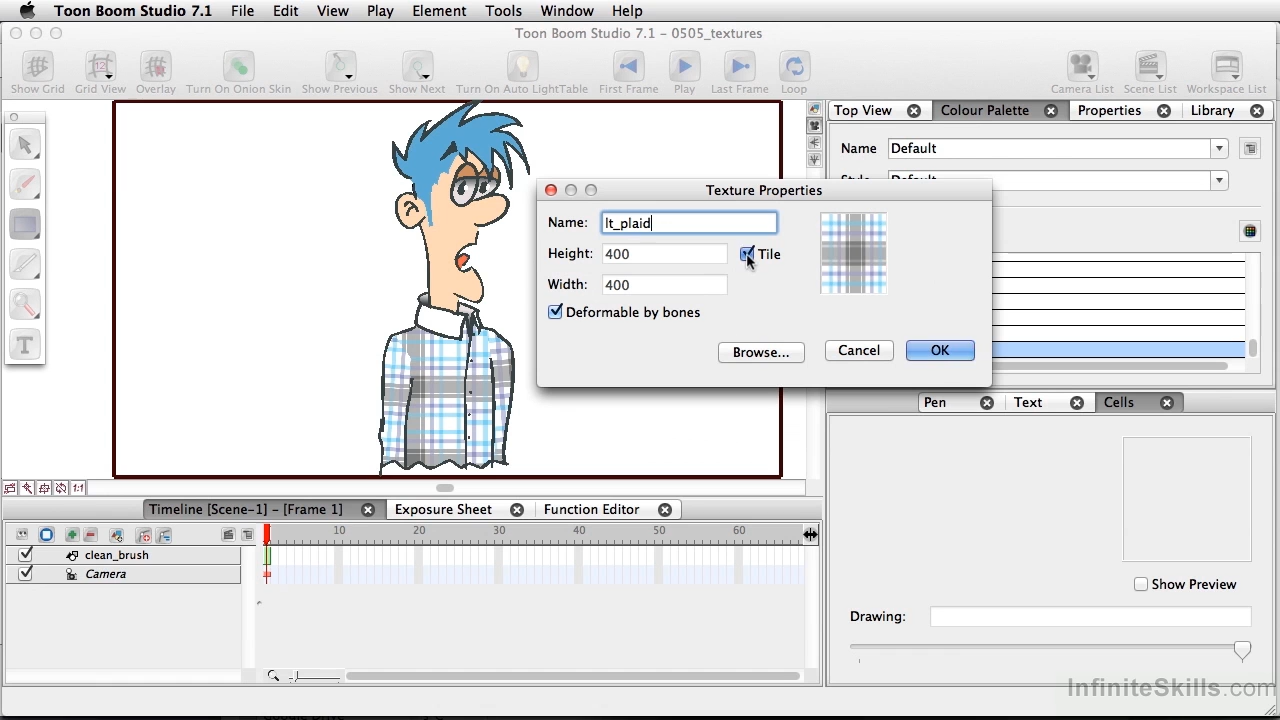 Toon Boom Studio 7.1 File Edit View Play Element Tools Window Help
Toon Boom Studio 7.1 - 0505_textures
Show Grid Grid View Overlay Turn On Onion Skin Show Previous Show Next Turn On Auto LightTable First Frame Play Last Frame Loop Camera List Scene List Workspace List
Top View Colour Palette Properties Library
Name Default
Default
Texture Properties
Name: lt_plaid
Height: 400 Tile
Width: 400
Deformable by bones
Browse... Cancel OK
Pen Text Cells
Show Preview
Drawing:
1:1
Timeline [Scene-1] - [Frame 1] Exposure Sheet Function Editor
10 20 30 40 50 60
clean_brush
Camera
InfiniteSkills.com